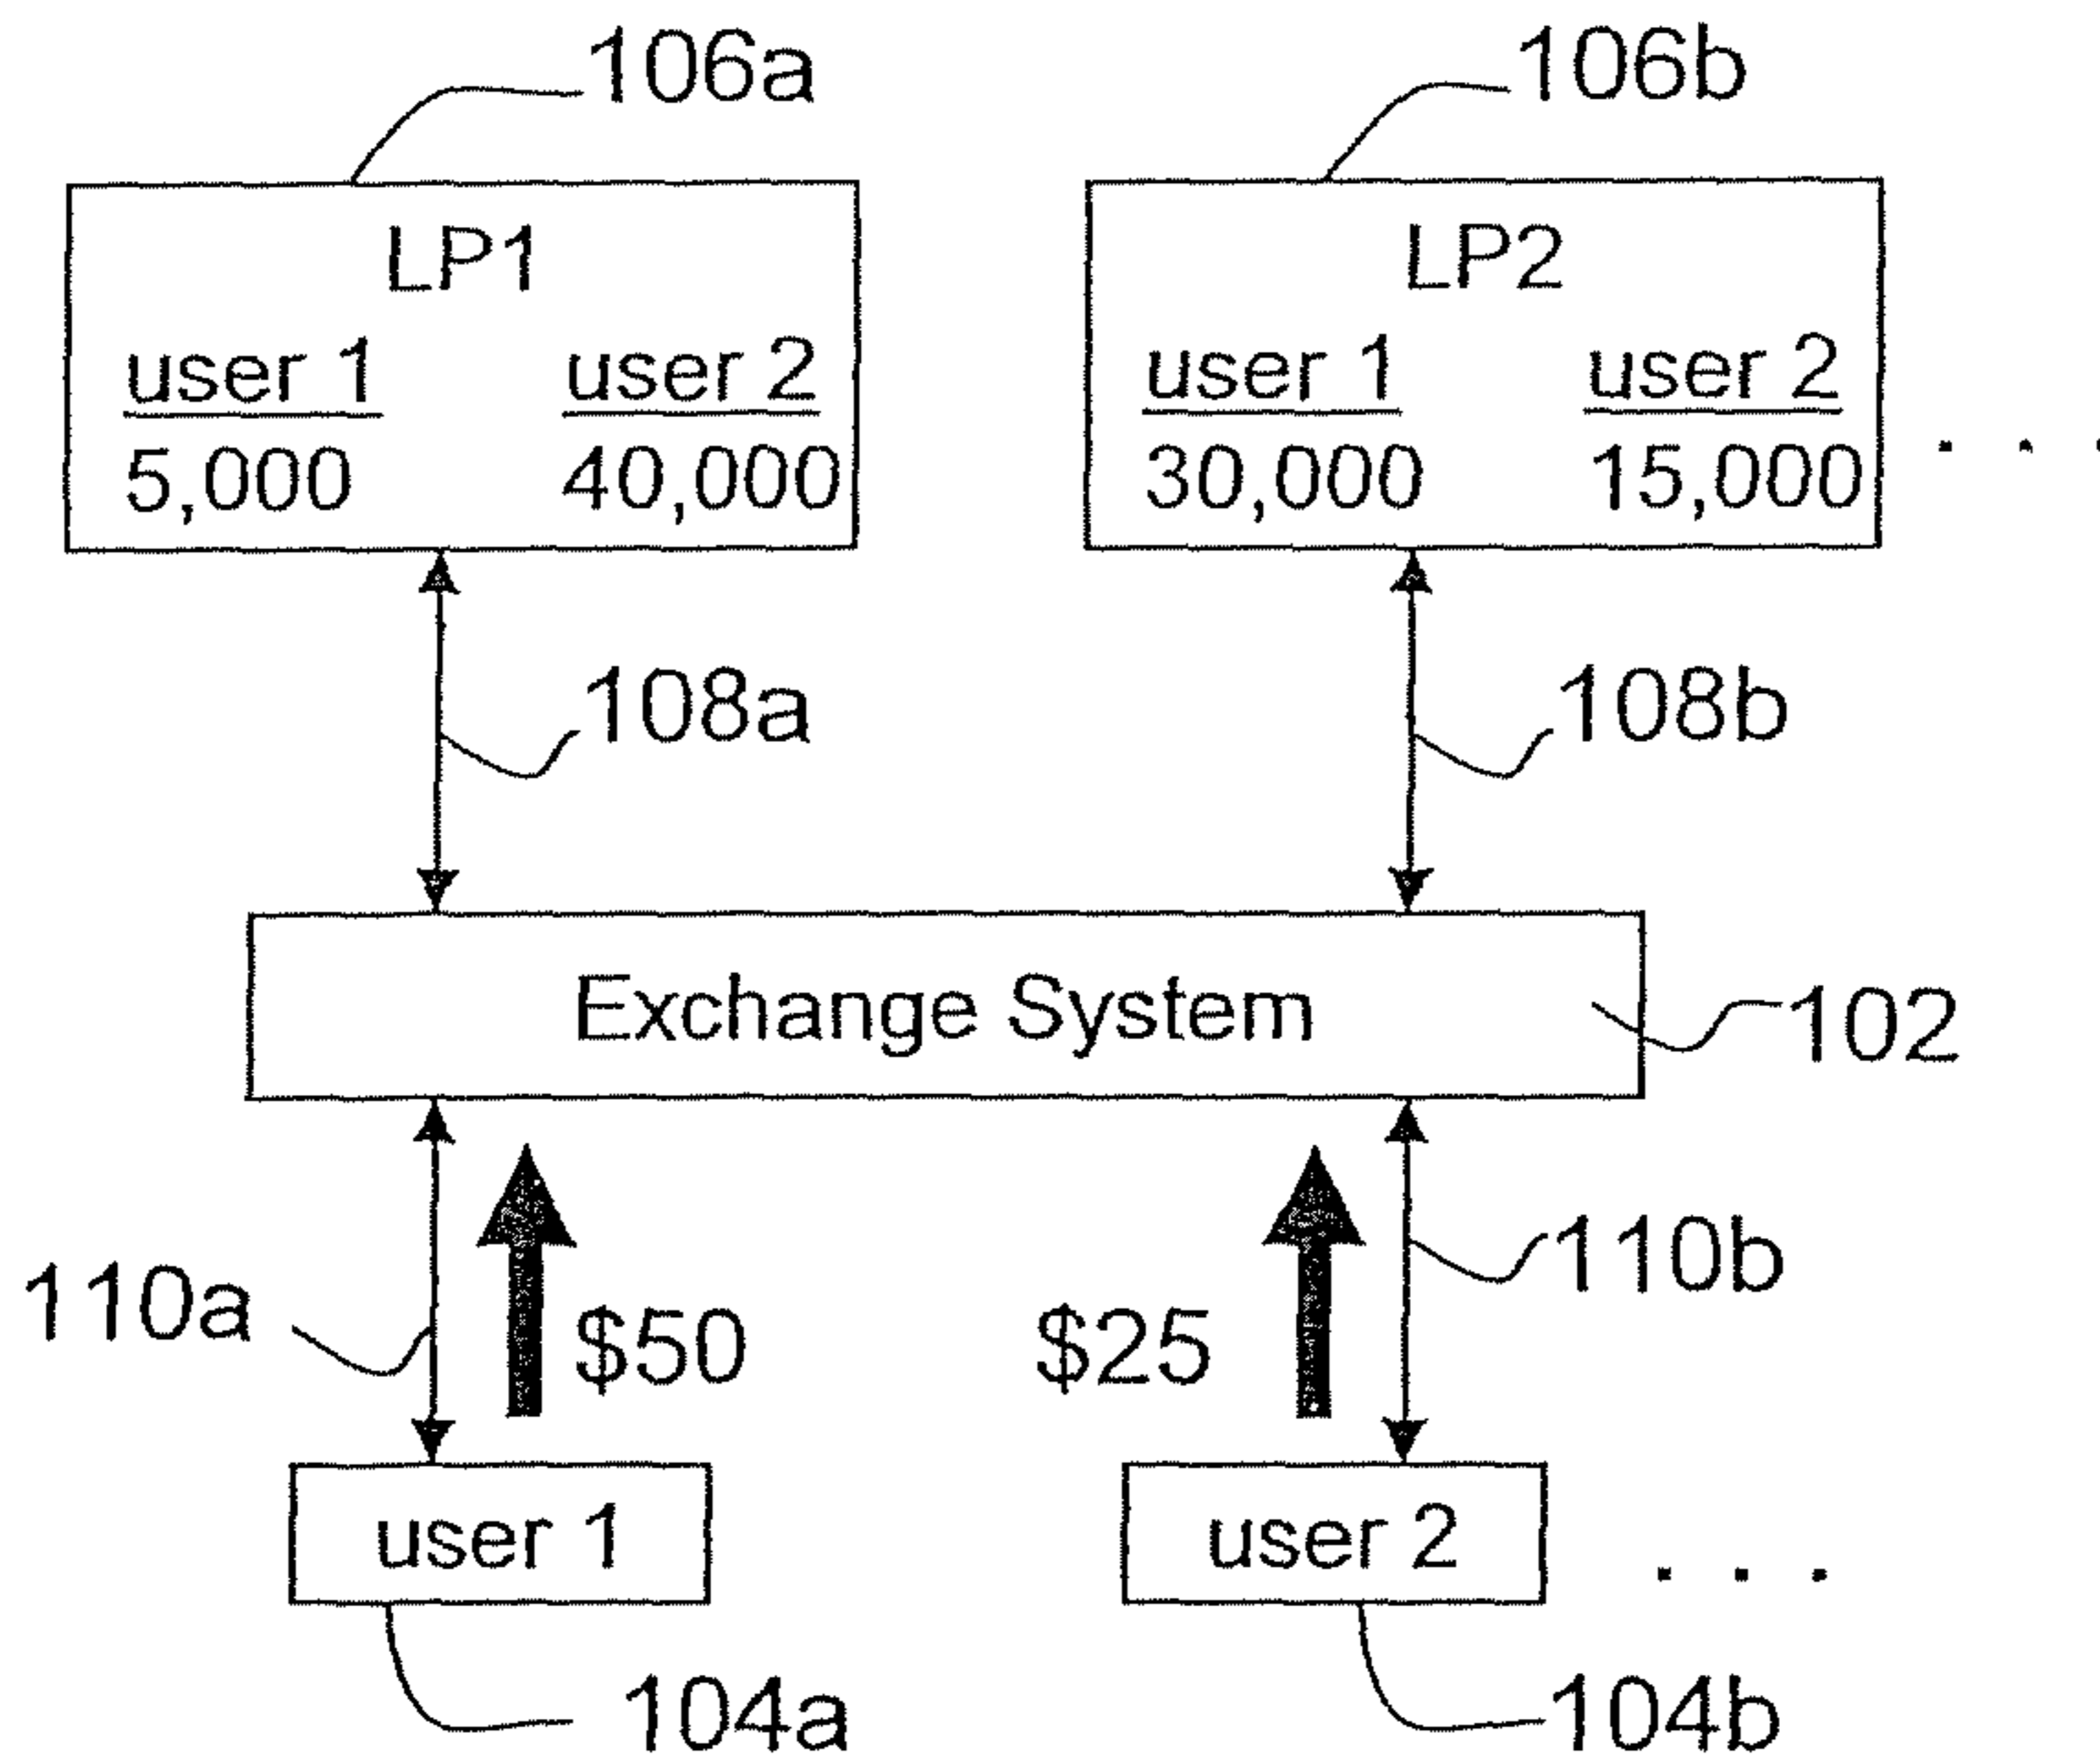 106a 106b
LP1 LP2
user 1 user 2 user 1 user 2
5,000 40,000 30,000 15,000 . . .
108a 108b
Exchange System
102
110b
110a $50 $25
user 1 user 2 . . .
104a 104b